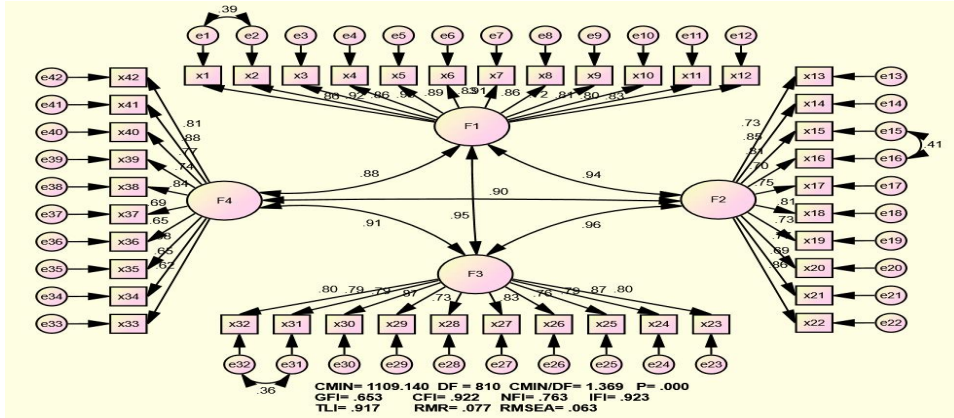 .39
e1 e2 e3 e4 e5 e6 e7 e8 e9 e10 e11 e12
x1 x2 x3 x4 x5 x6 x7 x8 x9 x10 x11 x12
.86 .92 .86 .89 .91 .86 .81 .80 .83
F1
e42 x42
e41 x41
e40 x40
e39 x39
e38 x38
e37 x37
e36 x36
e35 x35
e34 x34
e33 x33
.81
.88
.77
.74
.84
.69
.65
.65
.62
F4
x13 e13
x14 e14
x15 e15
x16 e16
x17 e17
x18 e18
x19 e19
x20 e20
x21 e21
x22 e22
.41
.73
.85
.81
.70
.75
.81
.73
.69
.86
F2
.88 .94
.90
.95
.91 .96
F3
.80 .79 .79 .87 .73 .83 .76 .79 .87 .80
x32 x31 x30 x29 x28 x27 x26 x25 x24 x23
e32 e31 e30 e29 e28 e27 e26 e25 e24 e23
.36
CMIN= 1109.140 DF = 810 CMIN/DF= 1.369 P= .000
GFI= .653 CFI= .922 NFI= .763 IFI= .923
TLI= .917 RMR= .077 RMSEA= .063